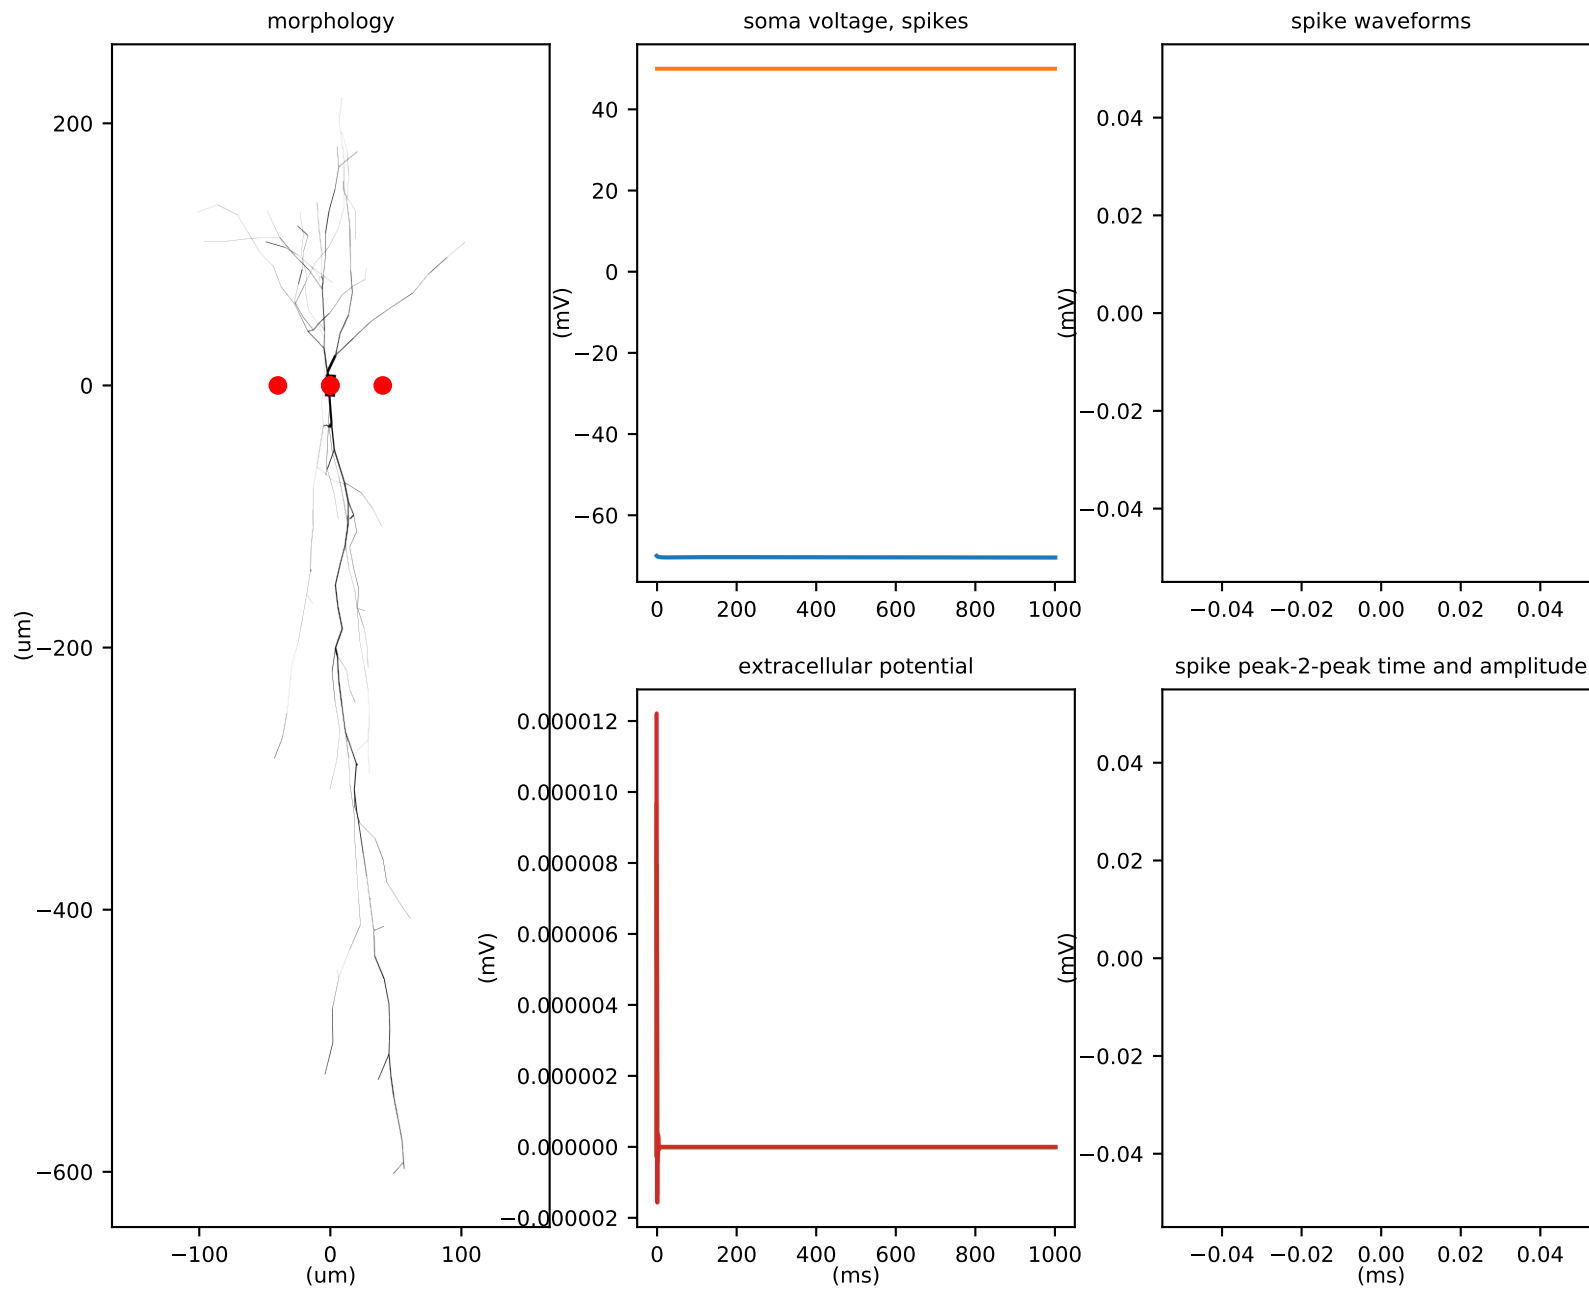 morphology
200
0
−200
−400
−600
(um)
−100 0 100
(um)
soma voltage, spikes
40
20
0
−20
−40
−60
(mV)
0 200 400 600 800 1000
spike waveforms
0.04
0.02
0.00
−0.02
−0.04
(mV)
−0.04 −0.02 0.00 0.02 0.04
extracellular potential
0.000012
0.000010
0.000008
0.000006
0.000004
0.000002
0.000000
−0.000002
(mV)
0 200 400 600 800 1000
(ms)
spike peak-2-peak time and amplitude
0.04
0.02
0.00
−0.02
−0.04
(mV)
−0.04 −0.02 0.00 0.02 0.04
(ms)